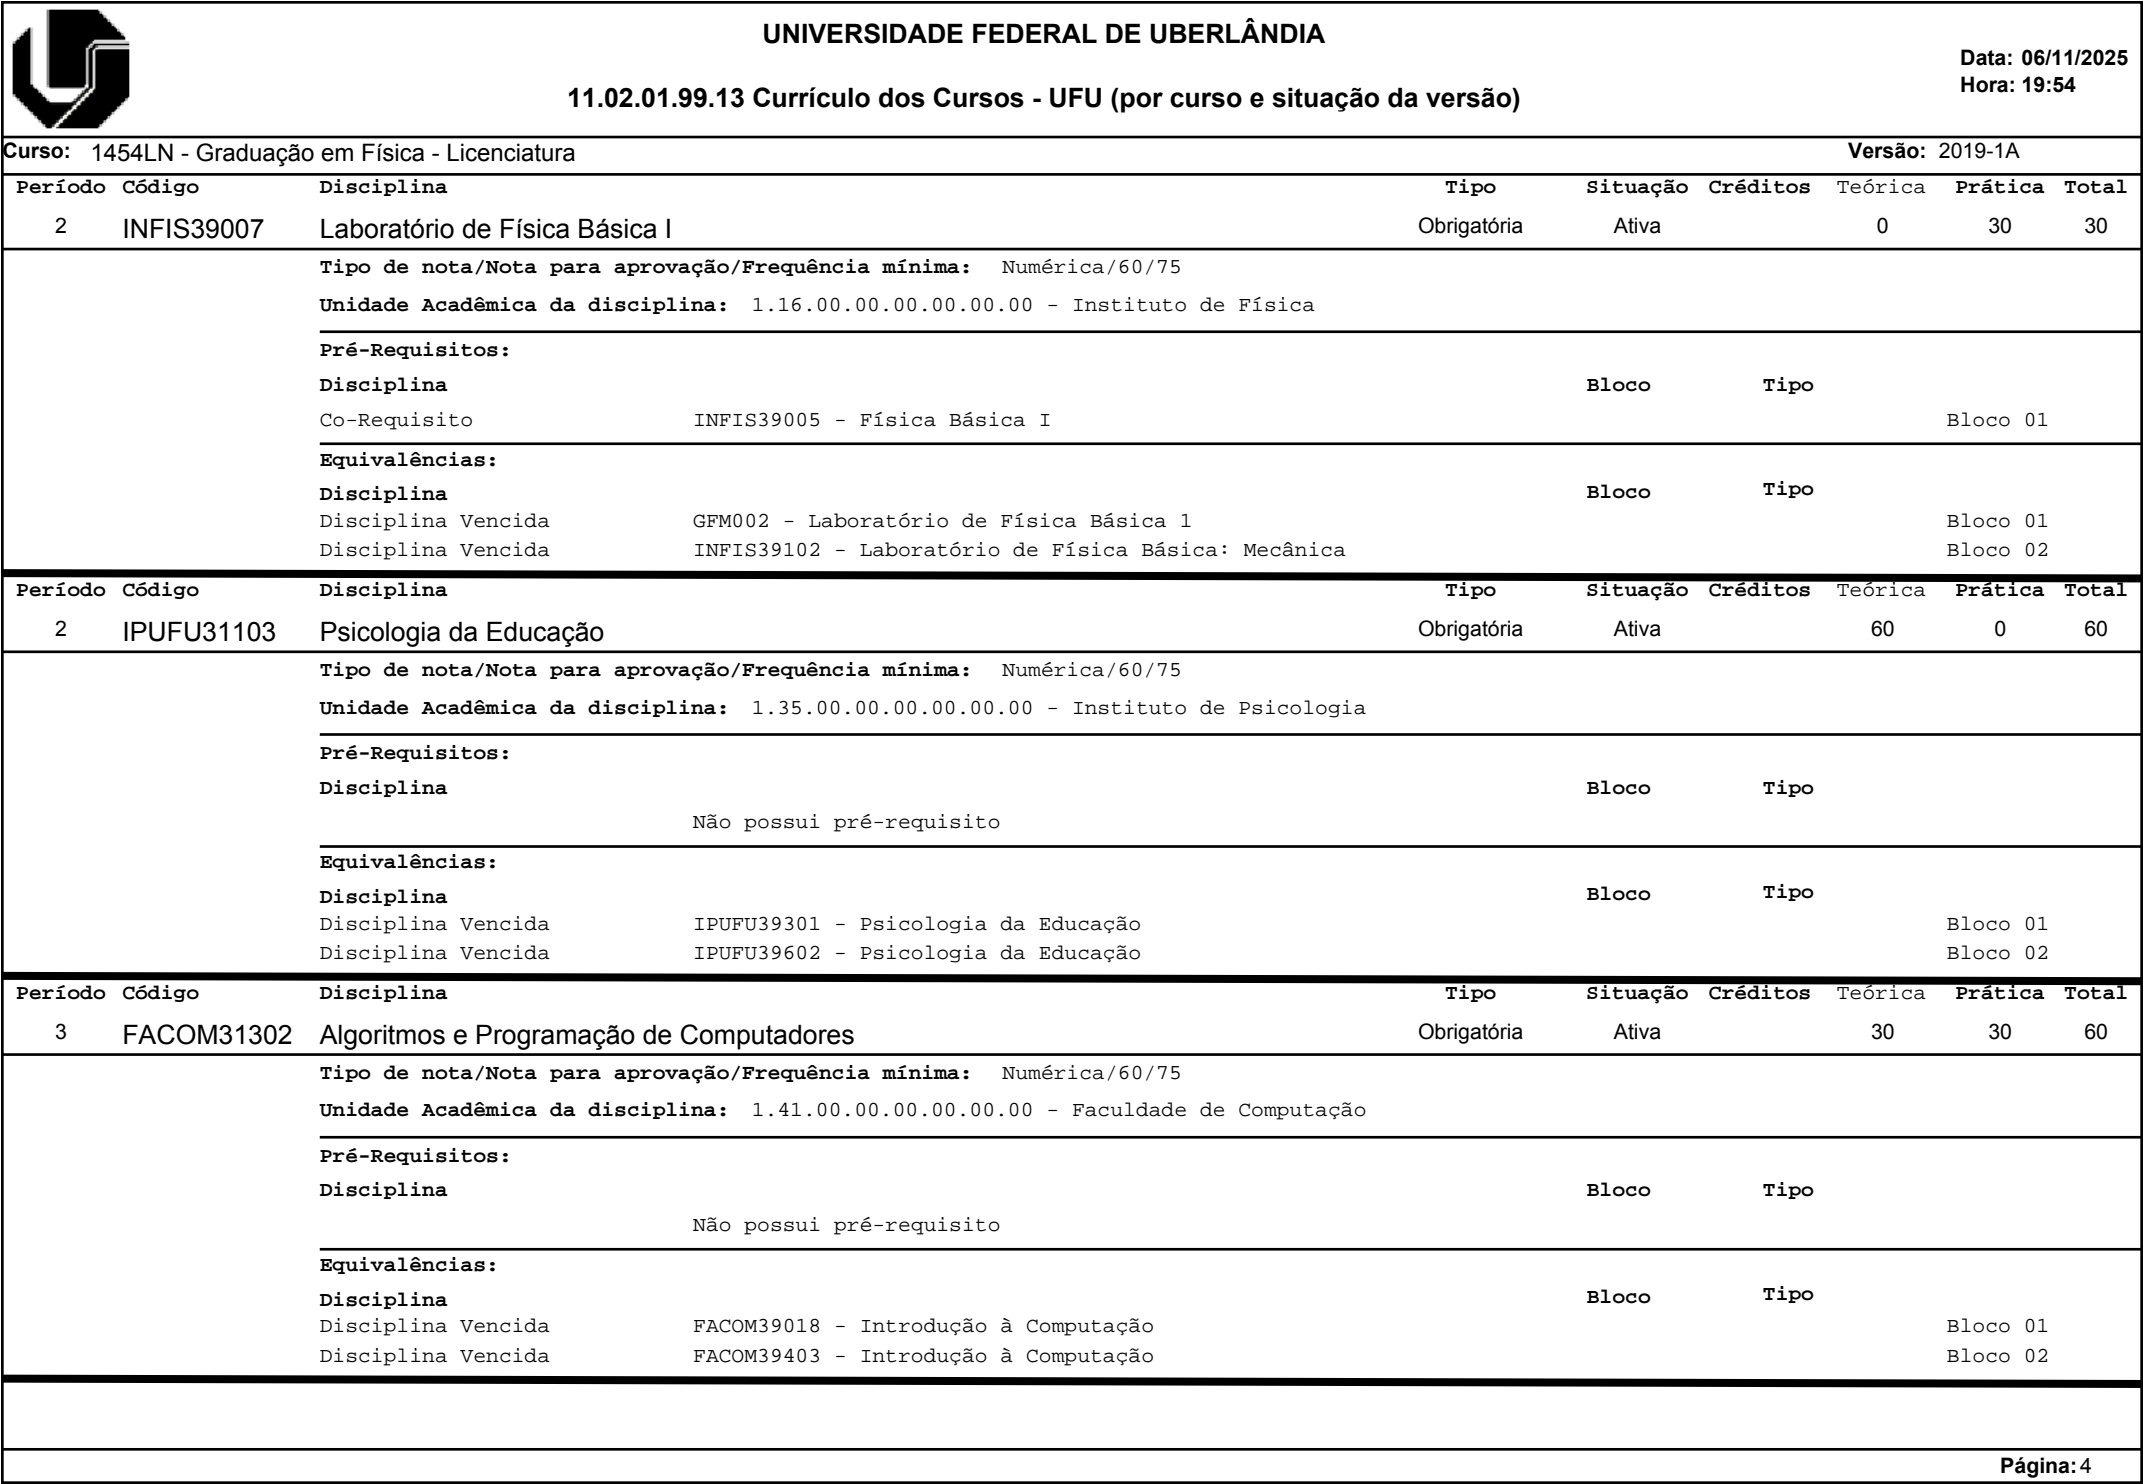 UNIVERSIDADE FEDERAL DE UBERLÂNDIA
Data: 06/11/2025
Hora: 19:54
11.02.01.99.13 Currículo dos Cursos - UFU (por curso e situação da versão)
Curso: 1454LN - Graduação em Física - Licenciatura Versão: 2019-1A
Período Código Disciplina Tipo Situação Créditos Teórica Prática Total
2 INFIS39007 Laboratório de Física Básica I Obrigatória Ativa 0 30 30
Tipo de nota/Nota para aprovação/Frequência mínima: Numérica/60/75
Unidade Acadêmica da disciplina: 1.16.00.00.00.00.00.00 - Instituto de Física
Pré-Requisitos:
Disciplina Bloco Tipo
Co-Requisito INFIS39005 - Física Básica I Bloco 01
Equivalências:
Disciplina Bloco Tipo
Disciplina Vencida GFM002 - Laboratório de Física Básica 1 Bloco 01
Disciplina Vencida INFIS39102 - Laboratório de Física Básica: Mecânica Bloco 02
Período Código Disciplina Tipo Situação Créditos Teórica Prática Total
2 IPUFU31103 Psicologia da Educação Obrigatória Ativa 60 0 60
Tipo de nota/Nota para aprovação/Frequência mínima: Numérica/60/75
Unidade Acadêmica da disciplina: 1.35.00.00.00.00.00.00 - Instituto de Psicologia
Pré-Requisitos:
Disciplina Bloco Tipo
Não possui pré-requisito
Equivalências:
Disciplina Bloco Tipo
Disciplina Vencida IPUFU39301 - Psicologia da Educação Bloco 01
Disciplina Vencida IPUFU39602 - Psicologia da Educação Bloco 02
Período Código Disciplina Tipo Situação Créditos Teórica Prática Total
3 FACOM31302 Algoritmos e Programação de Computadores Obrigatória Ativa 30 30 60
Tipo de nota/Nota para aprovação/Frequência mínima: Numérica/60/75
Unidade Acadêmica da disciplina: 1.41.00.00.00.00.00.00 - Faculdade de Computação
Pré-Requisitos:
Disciplina Bloco Tipo
Não possui pré-requisito
Equivalências:
Disciplina Bloco Tipo
Disciplina Vencida FACOM39018 - Introdução à Computação Bloco 01
Disciplina Vencida FACOM39403 - Introdução à Computação Bloco 02
Página: 4